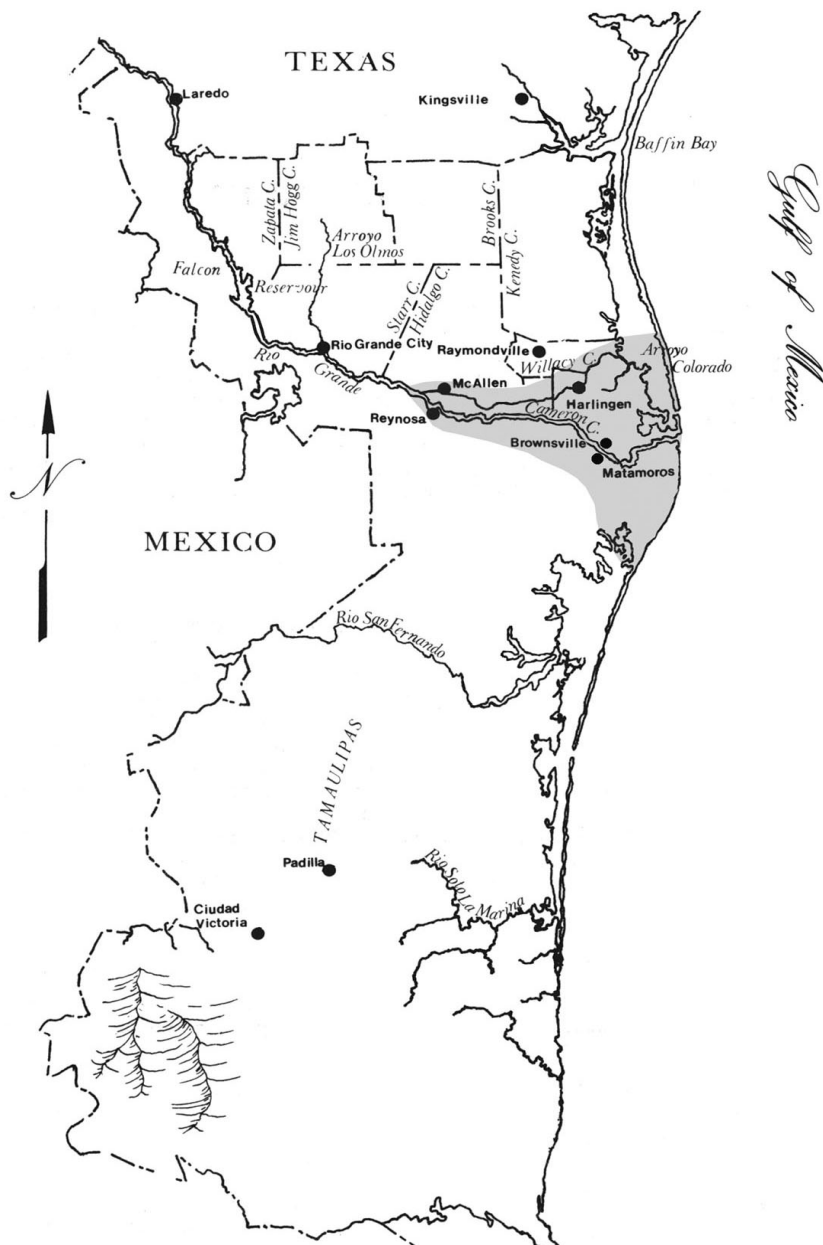 TEXAS
Laredo
Kingsville
Baffin Bay
Gulf of Mexico
Zapata C.
Jim Hogg C.
Brooks C.
Kenedy C.
Arroyo
Los Olmos
Falcon
Reservour
Starr C.
Hidalgo C.
Rio Grande City
Raymondville
Willacy C.
Arroyo
Colorado
Rio
Grande
McAllen
Harlingen
Reynosa
Cameron C.
Brownsville
Matamoros
N
MEXICO
Rio San Fernando
TAMAULIPAS
Padilla
Rio Soto La Marina
Ciudad
Victoria